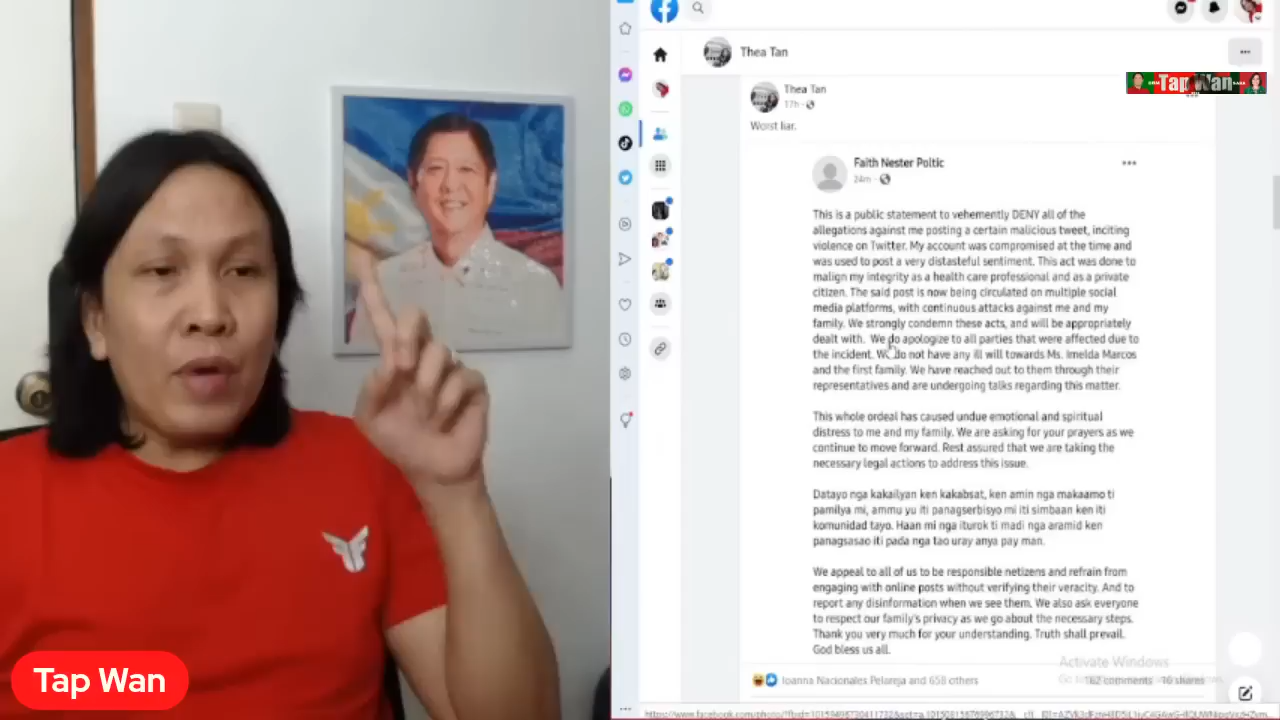 Thea Tan
Tap Wan
Thea Tan
17h
Worst liar.
Faith Nester Poltic
24m
This is a public statement to vehemently DENY all of the
allegations against me posting a certain malicious tweet, inciting
violence on Twitter. My account was compromised at the time and
was used to post a very distasteful sentiment. This act was done to
malign my integrity as a health care professional and as a private
citizen. The said post is now being circulated on multiple social
media platforms, with continuous attacks against me and my
family. We strongly condemn these acts, and will be appropriately
dealt with. We do apologize to all parties that were affected due to
the incident. We do not have any ill will towards Ms. Imelda Marcos
and the first family. We have reached out to them through their
representatives and are undergoing talks regarding this matter.
This whole ordeal has caused undue emotional and spiritual
distress to me and my family. We are asking for your prayers as we
continue to move forward. Rest assured that we are taking the
necessary legal actions to address this issue.
Datayo nga kakailyan ken kakabsat, ken amin nga makaamo ti
pamilya mi, ammu yu iti panagserbisyo mi iti simbaan ken iti
komunidad tayo. Haan mi nga iturok ti madi nga aramid ken
panagsasao iti pada nga tao uray anya pay man.
We appeal to all of us to be responsible netizens and refrain from
engaging with online posts without verifying their veracity. And to
report any disinformation when we see them. We also ask everyone
to respect our family's privacy as we go about the necessary steps.
Thank you very much for your understanding. Truth shall prevail.
God bless us all.
Activate Windows
Joanna Nacionales Pelareja and 658 others
162 comments 76 shares
Tap Wan